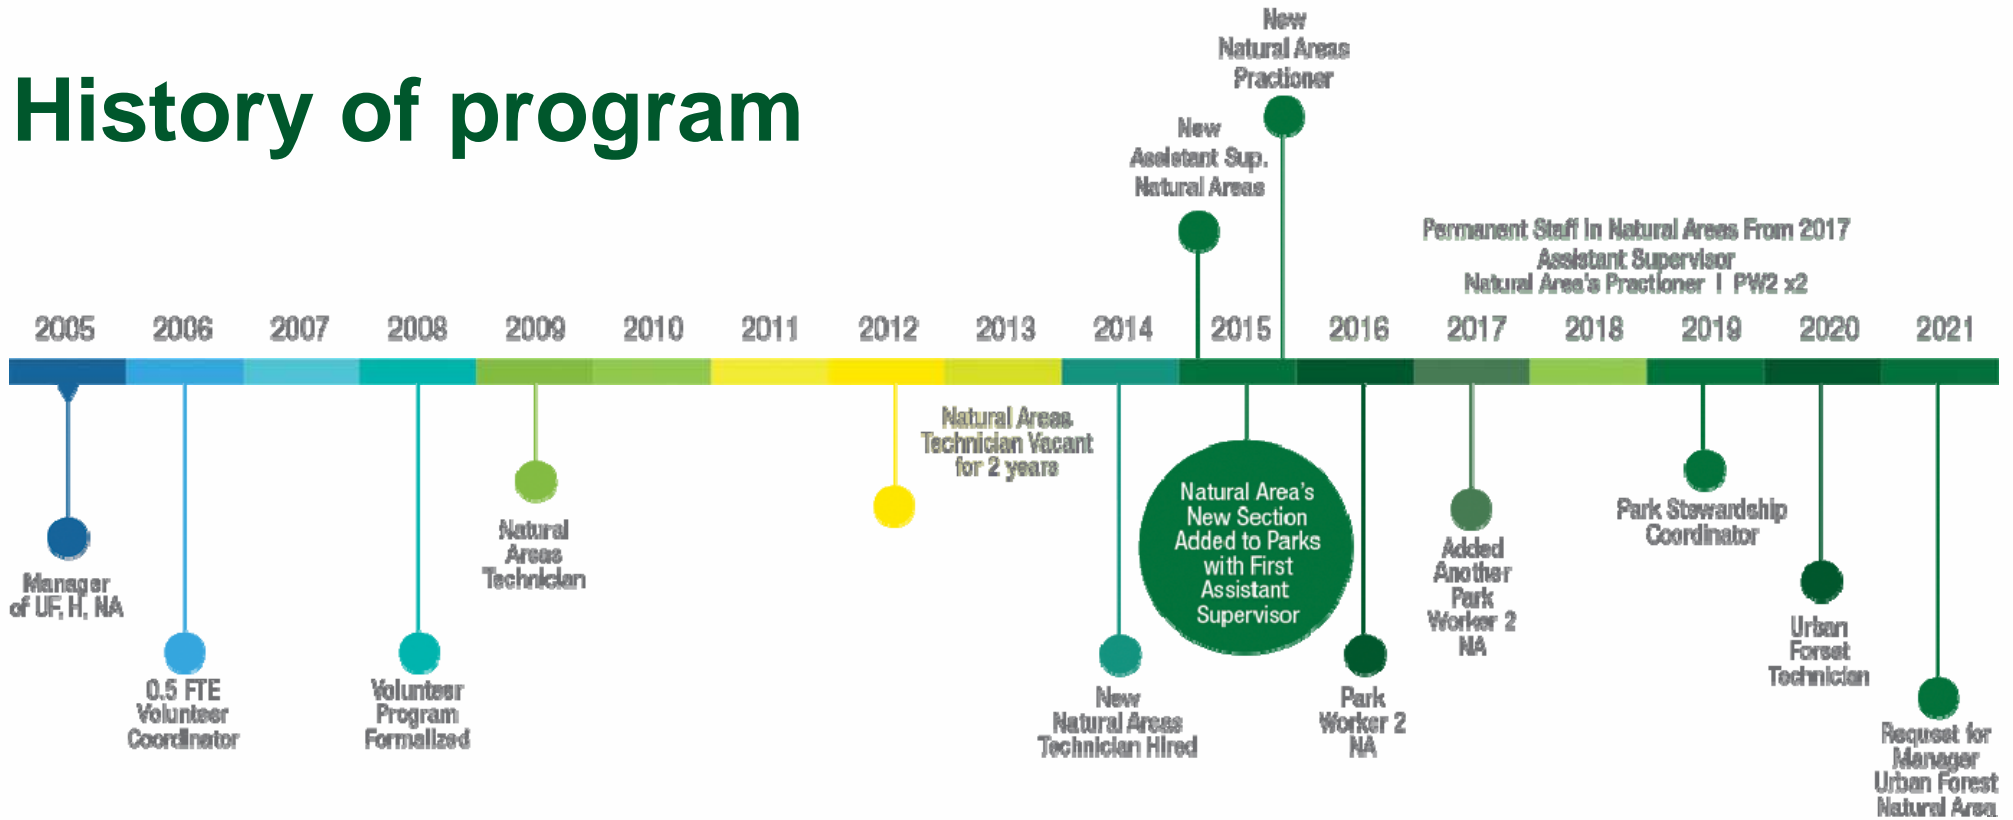 History of program
New
Natural Areas
Practioner
New
Assistant Sup.
Natural Areas
Permanent Staff In Natural Areas From 2017
Assistant Supervisor
Natural Area's Practioner | PW2 x2
2005 2006 2007 2008 2009 2010 2011 2012 2013 2014 2015 2016 2017 2018 2019 2020 2021
Manager
of UF, H, NA
0.5 FTE
Volunteer
Coordinator
Volunteer
Program
Formalized
Natural
Areas
Technician
Natural Areas
Technician Vacant
for 2 years
New
Natural Areas
Technician Hired
Natural Area's
New Section
Added to Parks
with First
Assistant
Supervisor
Park
Worker 2
NA
Added
Another
Park
Worker 2
NA
Park Stewardship
Coordinator
Urban
Forest
Technician
Request for
Manager
Urban Forest
Natural Area